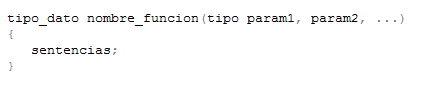 tipo_dato nombre_funcion(tipo param1, param2, ...)
{
   sentencias;
}